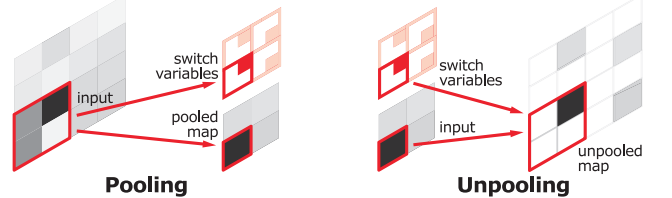 switch
variables
input
pooled
map
Pooling
switch
variables
input
unpooled
map
Unpooling